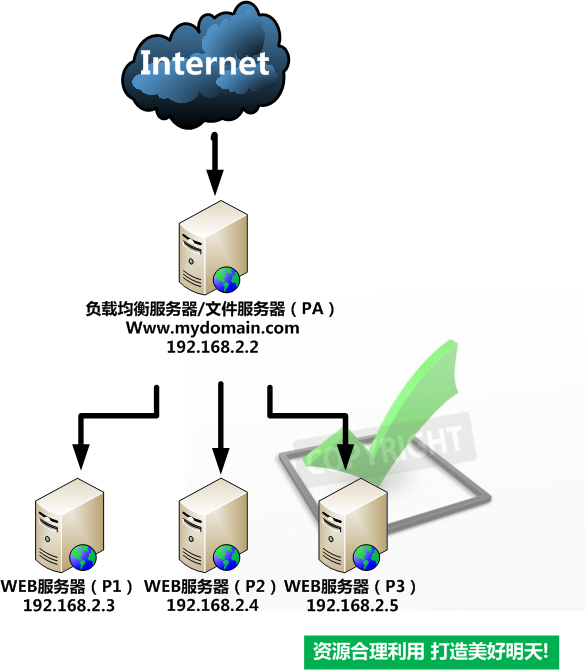 Internet
负载均衡服务器/文件服务器（PA）
Www.mydomain.com
192.168.2.2
COPYRIGHT
WEB服务器（P1） WEB服务器（P2） WEB服务器（P3）
192.168.2.3 192.168.2.4 192.168.2.5
资源合理利用 打造美好明天!